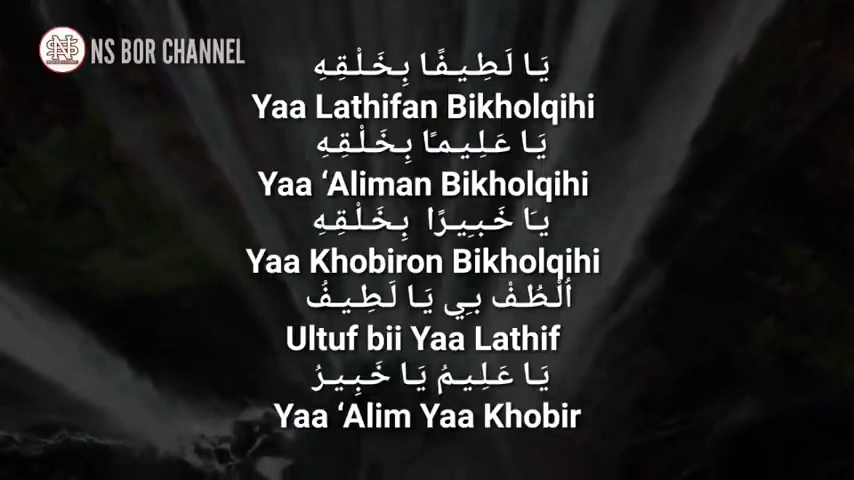 NS BOR CHANNEL
يَا لَطِيفًا بِخَلْقِهِ
Yaa Lathifan Bikholqihi
يَا عَلِيمًا بِخَلْقِهِ
Yaa ‘Aliman Bikholqihi
يَا خَبِيرًا بِخَلْقِهِ
Yaa Khobiron Bikholqihi
اُلْطُفْ بِي يَا لَطِيفُ
Ultuf bii Yaa Lathif
يَا عَلِيمُ يَا خَبِيرُ
Yaa ‘Alim Yaa Khobir